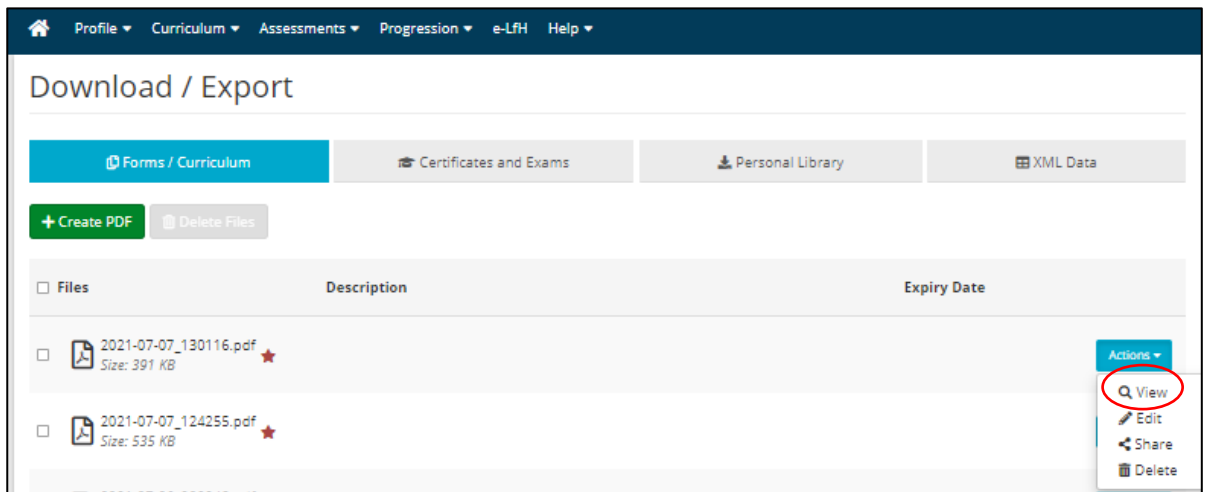 Profile Curriculum Assessments Progression e-LfH Help
Download / Export
Forms / Curriculum Certificates and Exams Personal Library XML Data
+ Create PDF Delete Files
Files Description Expiry Date
2021-07-07_130116.pdf
Size: 391 KB
Actions
View
Edit
Share
Delete
2021-07-07_124255.pdf
Size: 535 KB